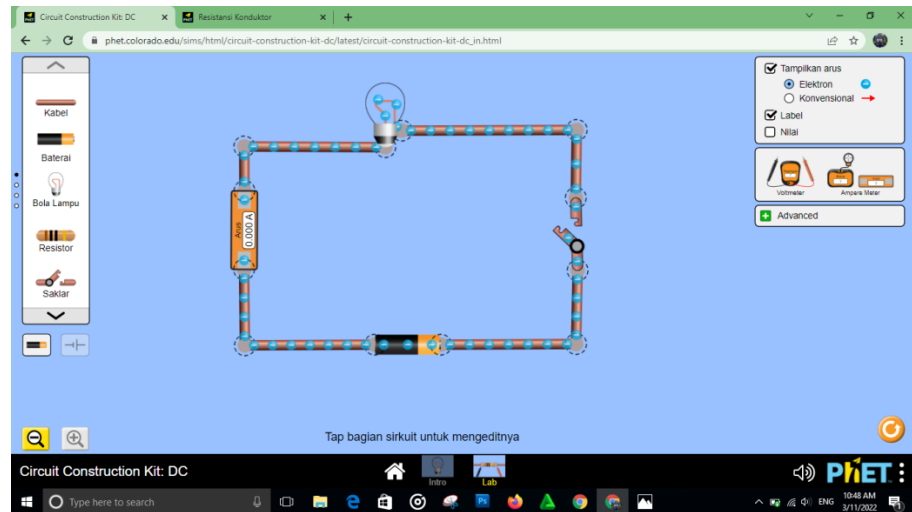 Circuit Construction Kit: DC
Resistansi Konduktor
phet.colorado.edu/sims/html/circuit-construction-kit-dc/latest/circuit-construction-kit-dc_in.html
Kabel
Baterai
Bola Lampu
Resistor
Saklar
Arus
0.000 A
Tampilkan arus
Elektron
Konvensional
Label
Nilai
Voltmeter
Ampere Meter
Advanced
Tap bagian sirkuit untuk mengeditnya
Circuit Construction Kit: DC
Intro
Lab
PhET
Type here to search
Ps
ENG
10:48 AM
3/11/2022